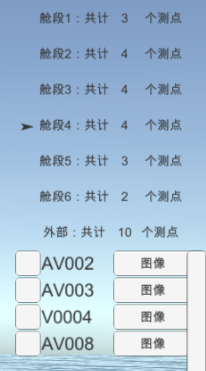 舱段1：共计 3 个测点
舱段2：共计 4 个测点
舱段3：共计 4 个测点
➤ 舱段4：共计 4 个测点
舱段5：共计 3 个测点
舱段6：共计 2 个测点
外部：共计 10 个测点
AV002 图像
AV003 图像
V0004 图像
AV008 图像